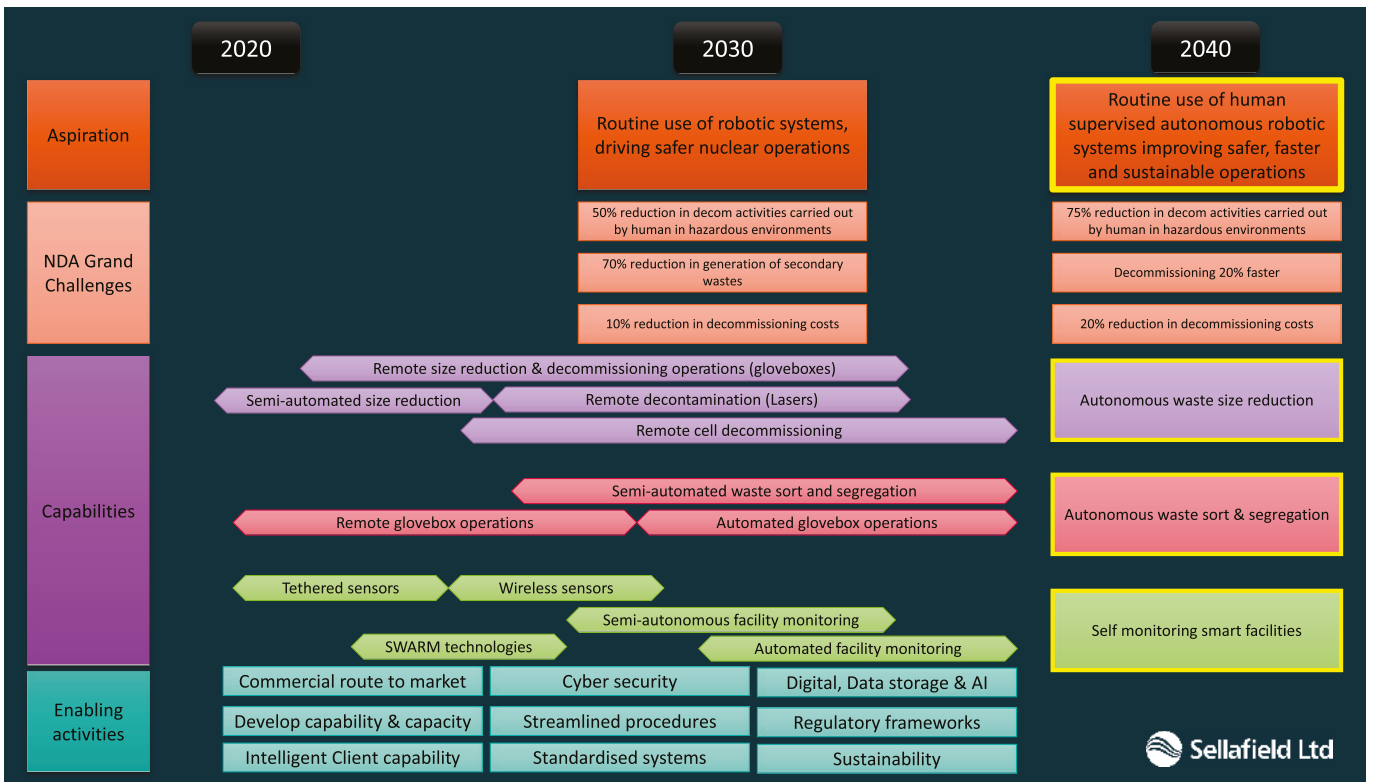 2020
2030
2040
Aspiration
Routine use of robotic systems,
driving safer nuclear operations
Routine use of human
supervised autonomous robotic
systems improving safer, faster
and sustainable operations
NDA Grand
Challenges
50% reduction in decom activities carried out
by human in hazardous environments
75% reduction in decom activities carried out
by human in hazardous environments
70% reduction in generation of secondary
wastes
Decommissioning 20% faster
10% reduction in decommissioning costs
20% reduction in decommissioning costs
Capabilities
Remote size reduction & decommissioning operations (gloveboxes)
Semi-automated size reduction
Remote decontamination (Lasers)
Remote cell decommissioning
Autonomous waste size reduction
Semi-automated waste sort and segregation
Remote glovebox operations
Automated glovebox operations
Autonomous waste sort & segregation
Tethered sensors
Wireless sensors
Semi-autonomous facility monitoring
SWARM technologies
Automated facility monitoring
Self monitoring smart facilities
Enabling
activities
Commercial route to market
Cyber security
Digital, Data storage & AI
Develop capability & capacity
Streamlined procedures
Regulatory frameworks
Intelligent Client capability
Standardised systems
Sustainability
Sellafield Ltd